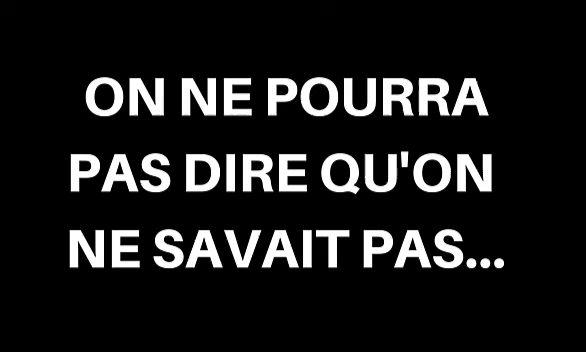 ON NE POURRA
PAS DIRE QU'ON
NE SAVAIT PAS...